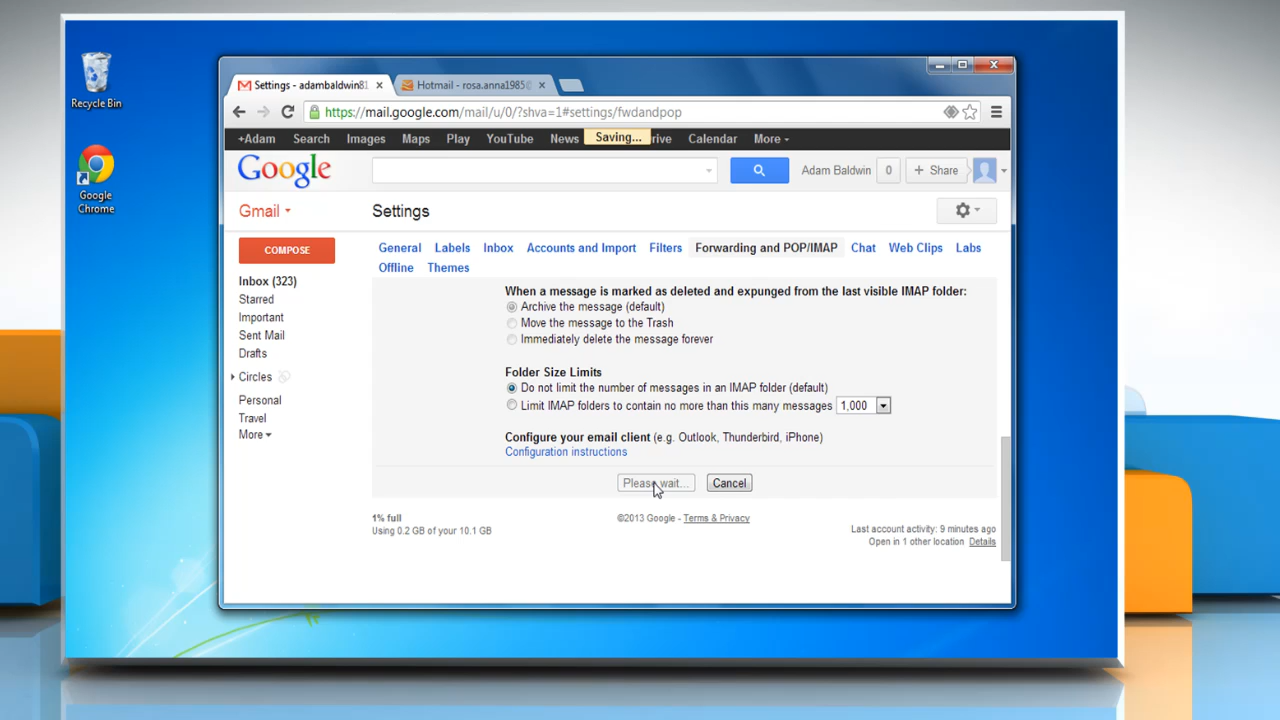 Recycle Bin
Google
Chrome
Settings - adambaldwin81
Hotmail - rosa.anna1985@
https://mail.google.com/mail/u/0/?shva=1#settings/fwdandpop
+Adam Search Images Maps Play YouTube News Saving... rive Calendar More
Google
Adam Baldwin 0 + Share
Gmail
Settings
COMPOSE
General Labels Inbox Accounts and Import Filters Forwarding and POP/IMAP Chat Web Clips Labs
Offline Themes
Inbox (323)
Starred
Important
Sent Mail
Drafts
Circles
Personal
Travel
More
When a message is marked as deleted and expunged from the last visible IMAP folder:
Archive the message (default)
Move the message to the Trash
Immediately delete the message forever
Folder Size Limits
Do not limit the number of messages in an IMAP folder (default)
Limit IMAP folders to contain no more than this many messages 1,000
Configure your email client (e.g. Outlook, Thunderbird, iPhone)
Configuration instructions
Please wait... Cancel
1% full
Using 0.2 GB of your 10.1 GB
©2013 Google - Terms & Privacy
Last account activity: 9 minutes ago
Open in 1 other location Details